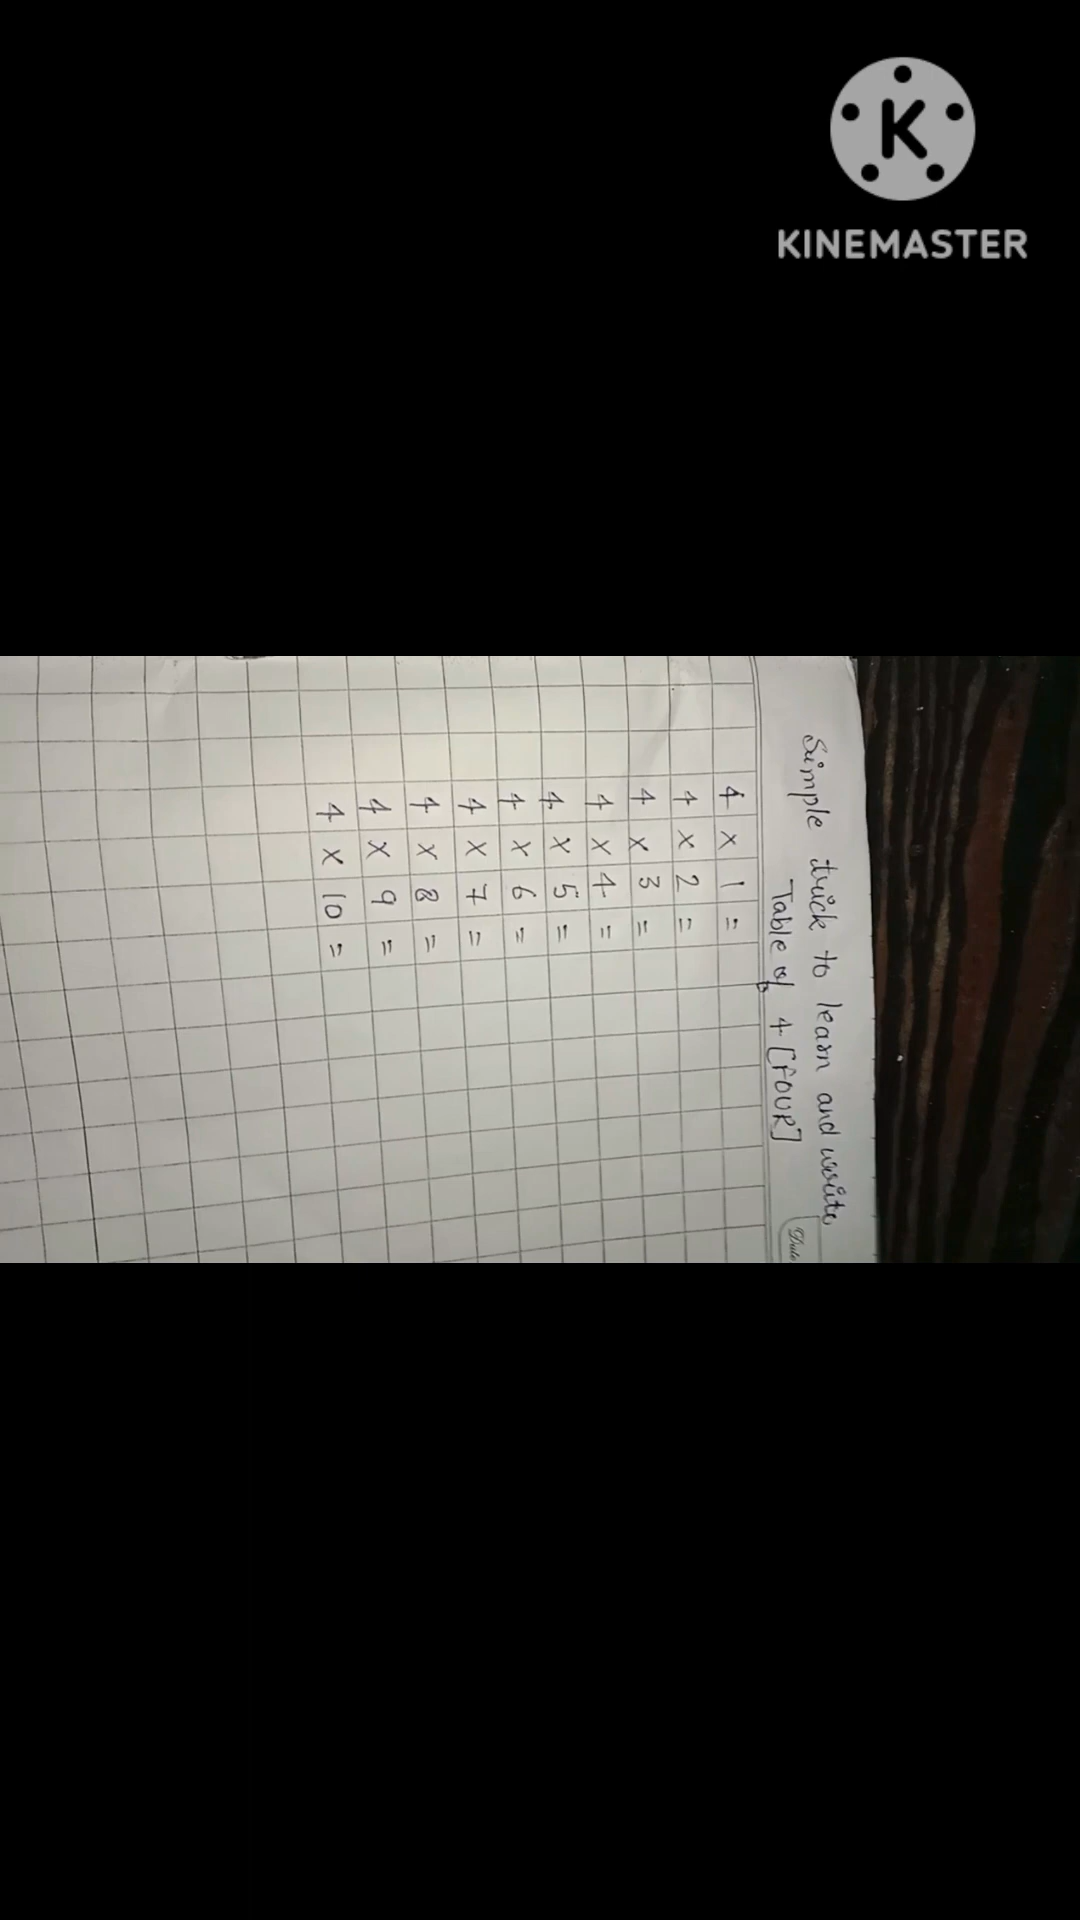 KINEMASTER
Simple trick to learn and write
Table of 4 [FOUR]
Date
4 x 1 =
4 x 2 =
4 x 3 =
4 x 4 =
4 x 5 =
4 x 6 =
4 x 7 =
4 x 8 =
4 x 9 =
4 x 10 =